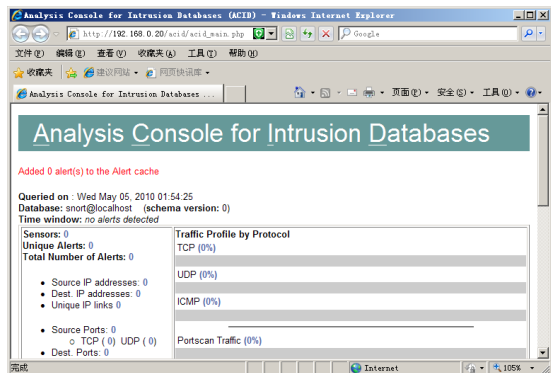 Analysis Console for Intrusion Databases (ACID) - Windows Internet Explorer
http://192.168.0.20/acid/acid_main.php
Google
文件(F) 编辑(E) 查看(V) 收藏夹(A) 工具(T) 帮助(H)
收藏夹 建议网站 网页快讯库
Analysis Console for Intrusion Databases ...
页面(P) 安全(S) 工具(O)
Analysis Console for Intrusion Databases
Added 0 alert(s) to the Alert cache
Queried on : Wed May 05, 2010 01:54:25
Database: snort@localhost (schema version: 0)
Time window: no alerts detected
Sensors: 0
Unique Alerts: 0
Total Number of Alerts: 0
Source IP addresses: 0
Dest. IP addresses: 0
Unique IP links 0
Source Ports: 0
TCP ( 0) UDP ( 0)
Dest. Ports: 0
Traffic Profile by Protocol
TCP (0%)
UDP (0%)
ICMP (0%)
Portscan Traffic (0%)
完成
Internet
105%